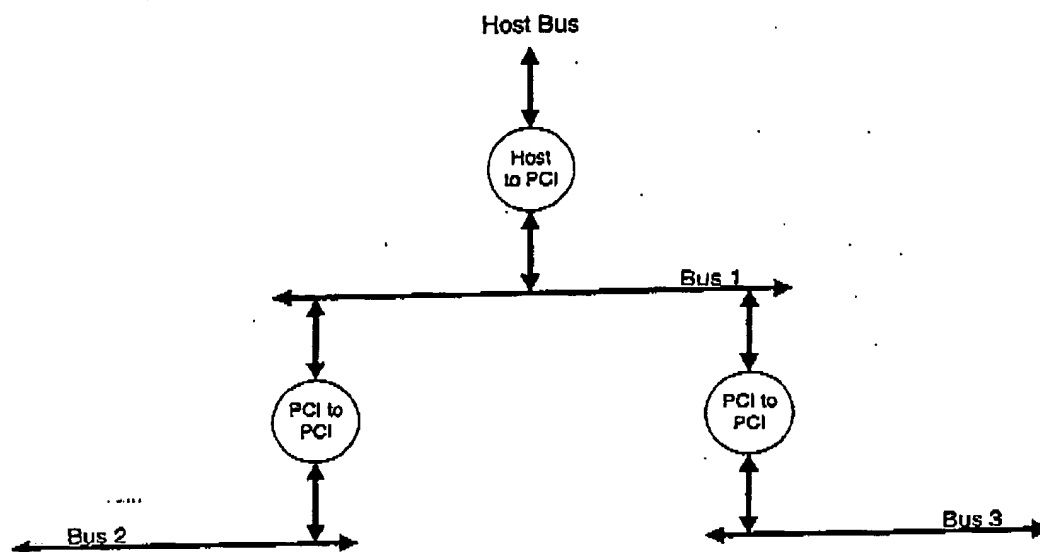 Host Bus
Host
to PCI
Bus 1
PCI to
PCI
PCI to
PCI
Bus 2
Bus 3